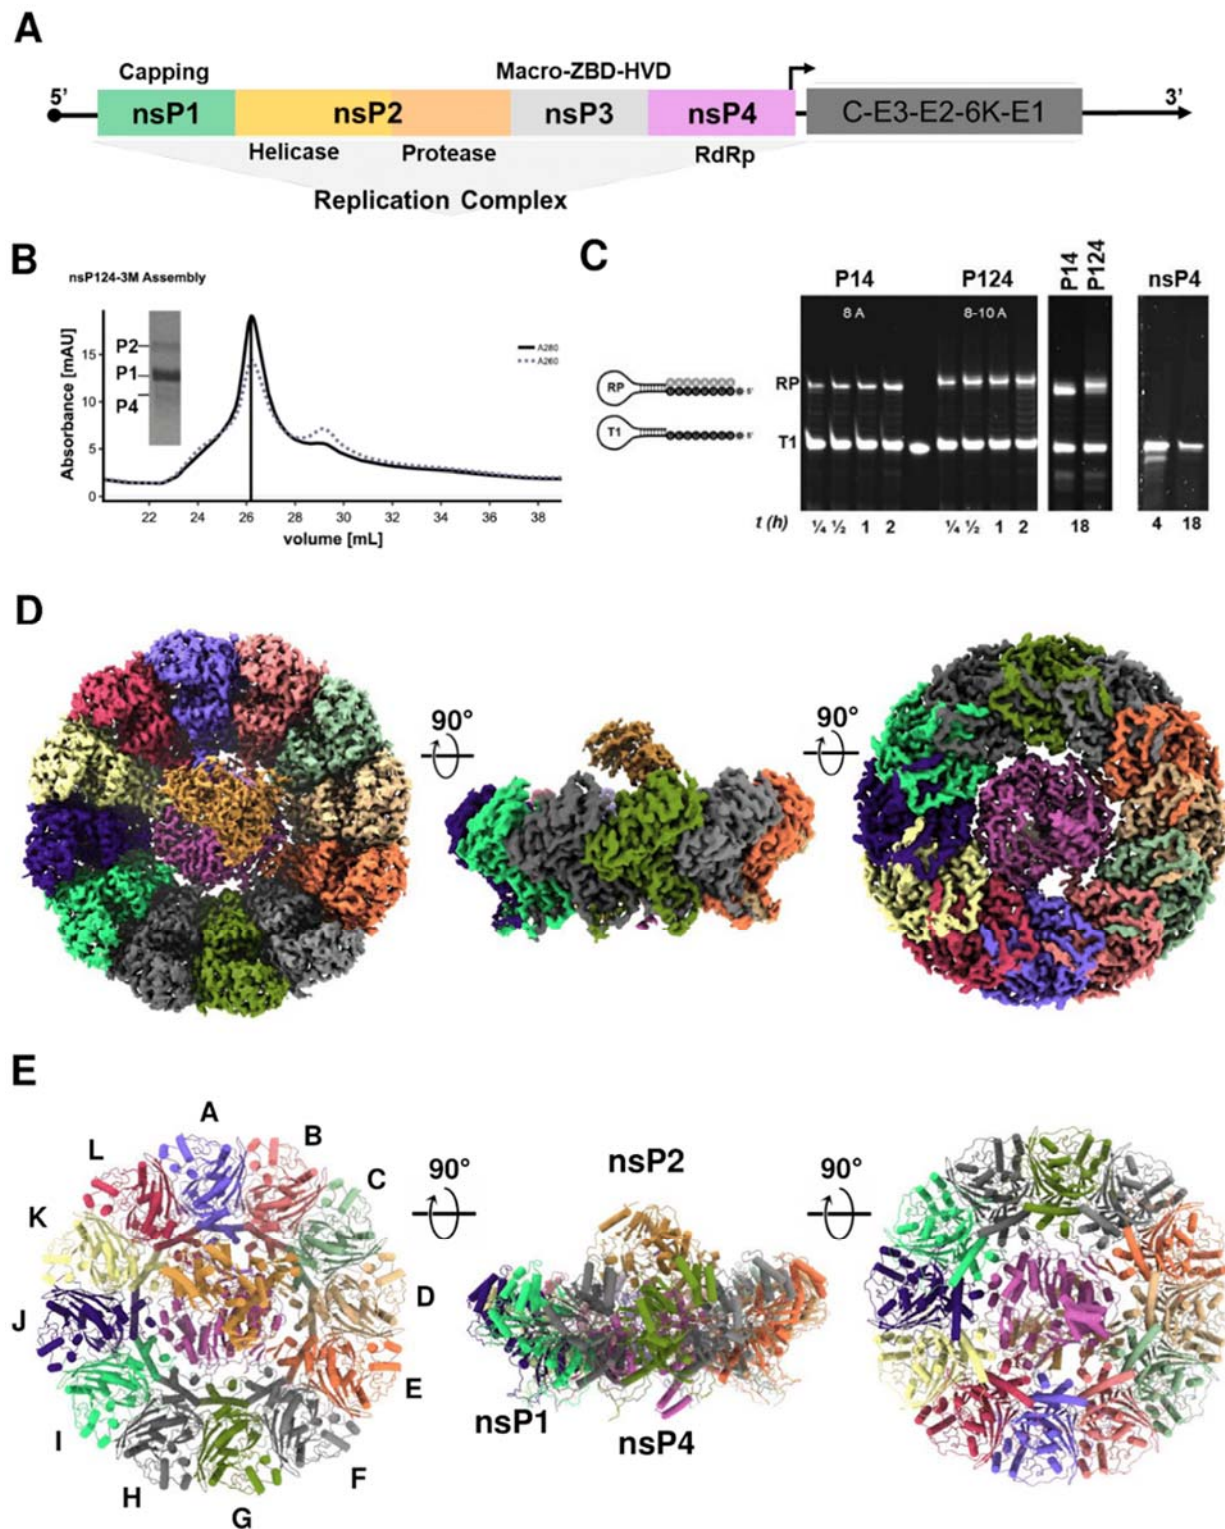 A
Capping
Macro-ZBD-HVD
5'
nsP1
nsP2
nsP3
nsP4
C-E3-E2-6K-E1
3'
Helicase
Protease
RdRp
Replication Complex
B
nsP124-3M Assembly
Absorbance [mAU]
15
10
5
0
P2
P1
P4
A280
A260
22 24 26 28 30 32 34 36 38
volume [mL]
C
P14
P124
P14
P124
nsP4
8 A
8-10 A
RP
T1
RP
5'
T1
5'
t (h)
¼ ½ 1 2
¼ ½ 1 2
18
4 18
D
90°
90°
E
A
B
C
D
E
F
G
H
I
J
K
L
90°
nsP2
nsP1
nsP4
90°